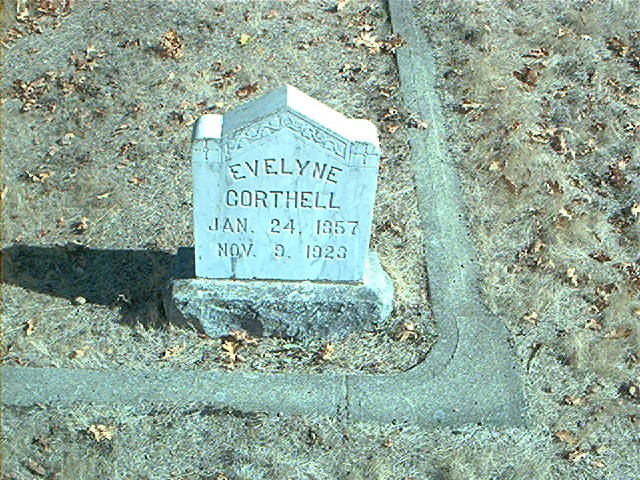 EVELYNE
CORTHELL
JAN. 24, 1857
NOV. 9, 1923